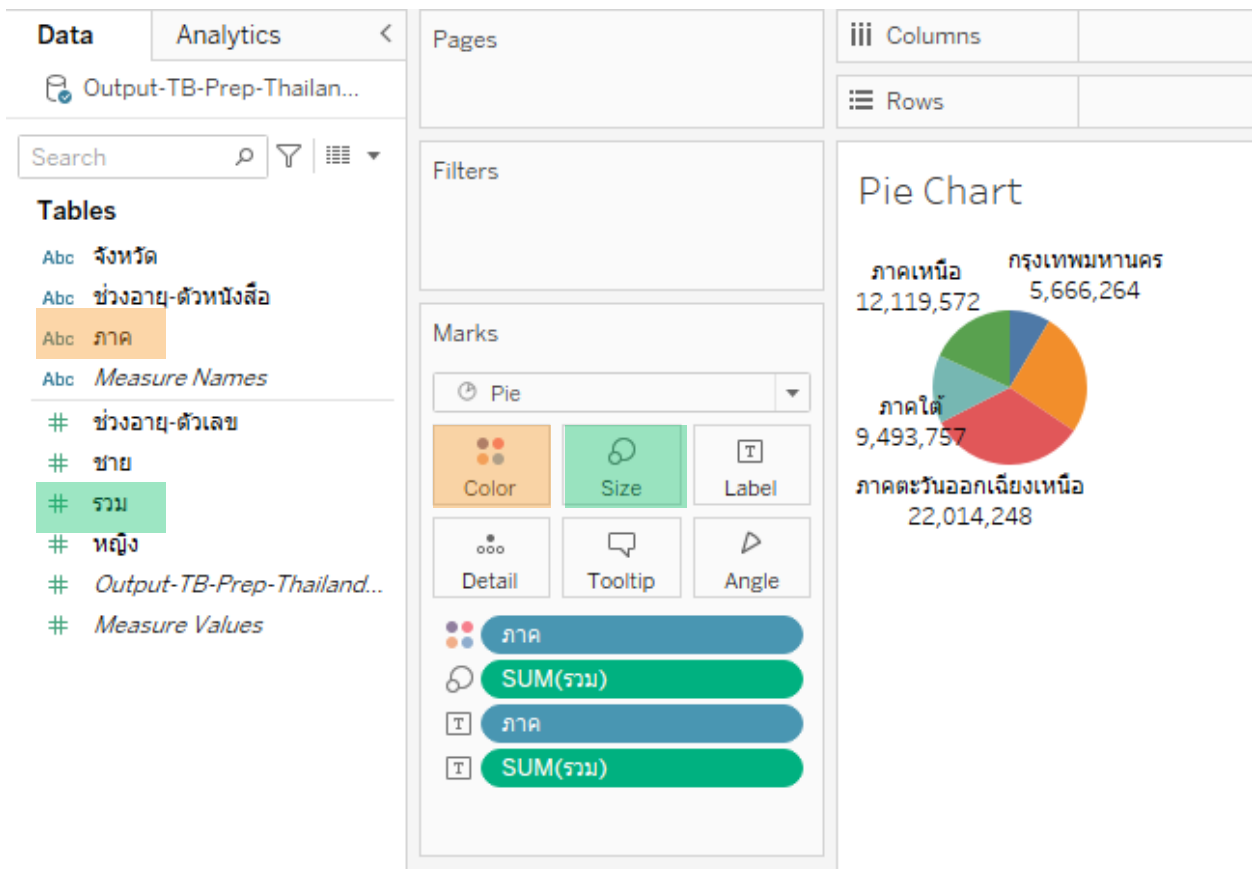 Data
Analytics
Output-TB-Prep-Thailan...
Search
Tables
Abc จังหวัด
Abc ช่วงอายุ-ตัวหนังสือ
Abc ภาค
Abc Measure Names
# ช่วงอายุ-ตัวเลข
# ชาย
# รวม
# หญิง
# Output-TB-Prep-Thailand...
# Measure Values
Pages
Filters
Marks
Pie
Color
Size
T
Label
Detail
Tooltip
Angle
ภาค
SUM(รวม)
T ภาค
T SUM(รวม)
Columns
Rows
Pie Chart
ภาคเหนือ
12,119,572
กรุงเทพมหานคร
5,666,264
ภาคใต้
9,493,757
ภาคตะวันออกเฉียงเหนือ
22,014,248